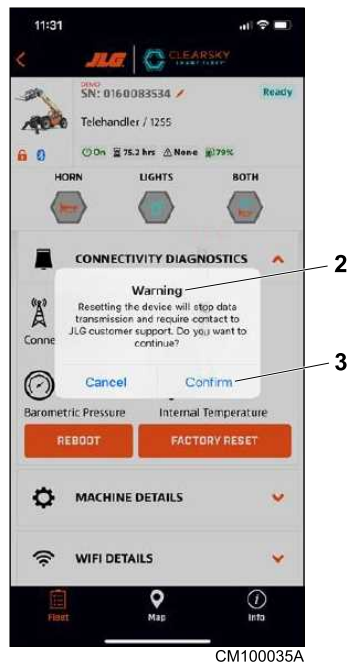 11:31
JLG
CLEARSKY
SMART FLEET
DEMO
SN: 0160083534
Ready
Telehandler / 1255
On 75.2 hrs None 79%
HORN LIGHTS BOTH
CONNECTIVITY DIAGNOSTICS
2
Warning
Resetting the device will stop data
transmission and require contact to
JLG customer support. Do you want to
continue?
Conne
3
Cancel Confirm
Barometric Pressure Internal Temperature
REBOOT FACTORY RESET
MACHINE DETAILS
WIFI DETAILS
Fleet Map Info
CM100035A